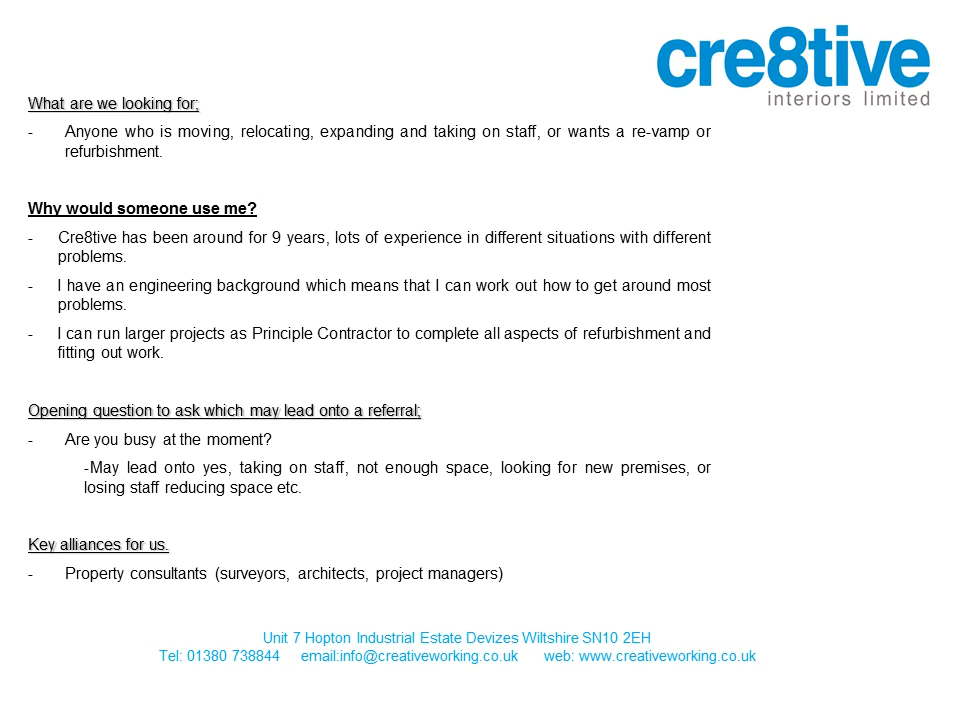 cre8tive
interiors limited
What are we looking for;
- Anyone who is moving, relocating, expanding and taking on staff, or wants a re-vamp or
refurbishment.
Why would someone use me?
- Cre8tive has been around for 9 years, lots of experience in different situations with different
problems.
- I have an engineering background which means that I can work out how to get around most
problems.
- I can run larger projects as Principle Contractor to complete all aspects of refurbishment and
fitting out work.
Opening question to ask which may lead onto a referral;
- Are you busy at the moment?
-May lead onto yes, taking on staff, not enough space, looking for new premises, or
losing staff reducing space etc.
Key alliances for us.
- Property consultants (surveyors, architects, project managers)
Unit 7 Hopton Industrial Estate Devizes Wiltshire SN10 2EH
Tel: 01380 738844 email:info@creativeworking.co.uk web: www.creativeworking.co.uk